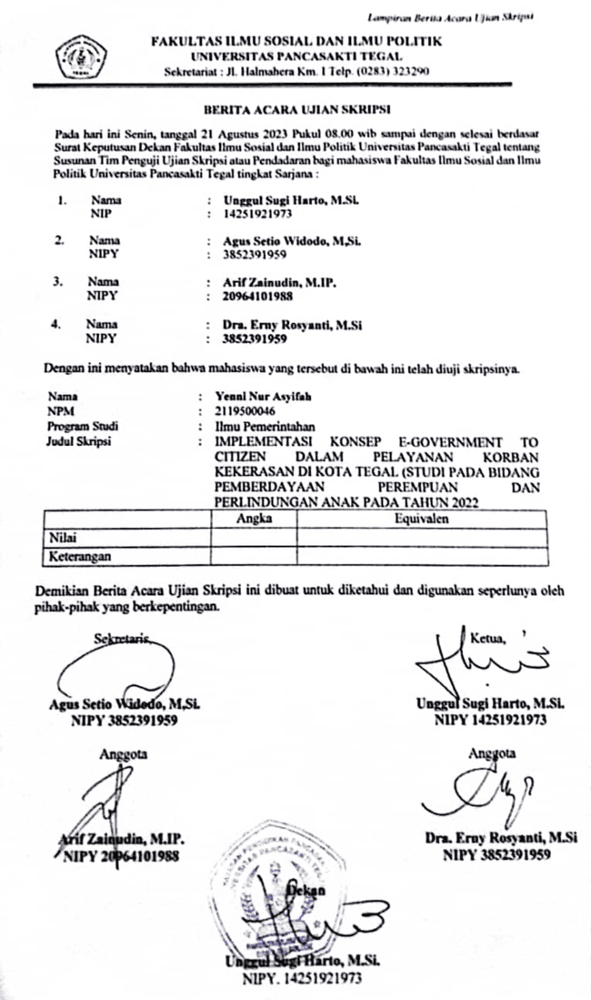 Lampiran Berita Acara Ujian Skripsi
FAKULTAS ILMU SOSIAL DAN ILMU POLITIK
UNIVERSITAS PANCASAKTI TEGAL
Sekretariat : Jl. Halmahera Km. 1 Telp. (0283) 323290
BERITA ACARA UJIAN SKRIPSI
Pada hari ini Senin, tanggal 21 Agustus 2023 Pukul 08.00 wib sampai dengan selesai berdasar
Surat Keputusan Dekan Fakultas Ilmu Sosial dan Ilmu Politik Universitas Pancasakti Tegal tentang
Susunan Tim Penguji Ujian Skripsi atau Pendadaran bagi mahasiswa Fakultas Ilmu Sosial dan Ilmu
Politik Universitas Pancasakti Tegal tingkat Sarjana :
1. Nama : Unggul Sugi Harto, M.Si.
NIP : 14251921973
2. Nama : Agus Setio Widodo, M,Si.
NIPY : 3852391959
3. Nama : Arif Zainudin, M.IP.
NIPY : 20964101988
4. Nama : Dra. Erny Rosyanti, M.Si
NIPY : 3852391959
Dengan ini menyatakan bahwa mahasiswa yang tersebut di bawah ini telah diuji skripsinya.
Nama : Yenni Nur Asyifah
NPM : 2119500046
Program Studi : Ilmu Pemerintahan
Judul Skripsi : IMPLEMENTASI KONSEP E-GOVERNMENT TO
CITIZEN DALAM PELAYANAN KORBAN
KEKERASAN DI KOTA TEGAL (STUDI PADA BIDANG
PEMBERDAYAAN PEREMPUAN DAN
PERLINDUNGAN ANAK PADA TAHUN 2022
Angka Equivalen
Nilai
Keterangan
Demikian Berita Acara Ujian Skripsi ini dibuat untuk diketahui dan digunakan seperlunya oleh
pihak-pihak yang berkepentingan.
Sekretaris, Ketua,
Agus Setio Widodo, M,Si. Unggul Sugi Harto, M.Si.
NIPY 3852391959 NIPY 14251921973
Anggota Anggota
Arif Zainudin, M.IP. Dra. Erny Rosyanti, M.Si
NIPY 20964101988 NIPY 3852391959
YAYASAN PENDIDIKAN PANCASAKTI
UNIVERSITAS PANCASAKTI TEGAL
Dekan
Unggul Sugi Harto, M.Si.
NIPY. 14251921973